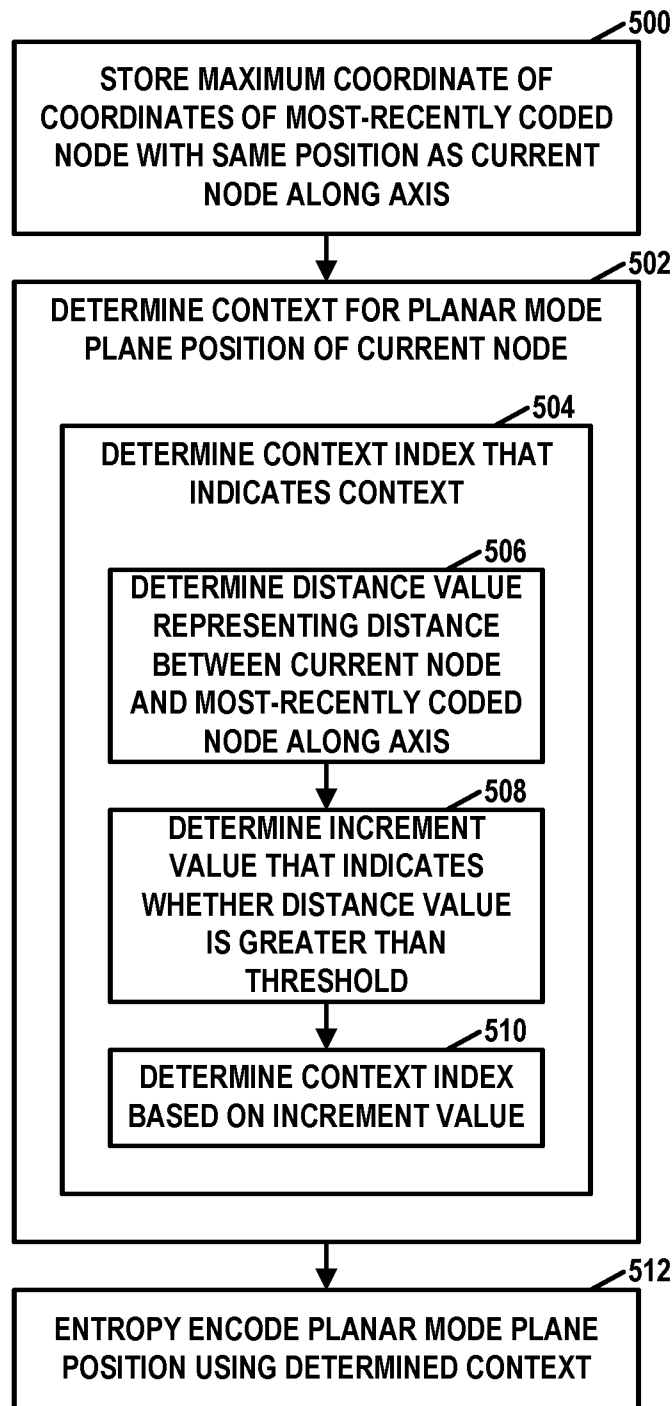 500
STORE MAXIMUM COORDINATE OF
COORDINATES OF MOST-RECENTLY CODED
NODE WITH SAME POSITION AS CURRENT
NODE ALONG AXIS
502
DETERMINE CONTEXT FOR PLANAR MODE
PLANE POSITION OF CURRENT NODE
504
DETERMINE CONTEXT INDEX THAT
INDICATES CONTEXT
506
DETERMINE DISTANCE VALUE
REPRESENTING DISTANCE
BETWEEN CURRENT NODE
AND MOST-RECENTLY CODED
NODE ALONG AXIS
508
DETERMINE INCREMENT
VALUE THAT INDICATES
WHETHER DISTANCE VALUE
IS GREATER THAN
THRESHOLD
510
DETERMINE CONTEXT INDEX
BASED ON INCREMENT VALUE
512
ENTROPY ENCODE PLANAR MODE PLANE
POSITION USING DETERMINED CONTEXT